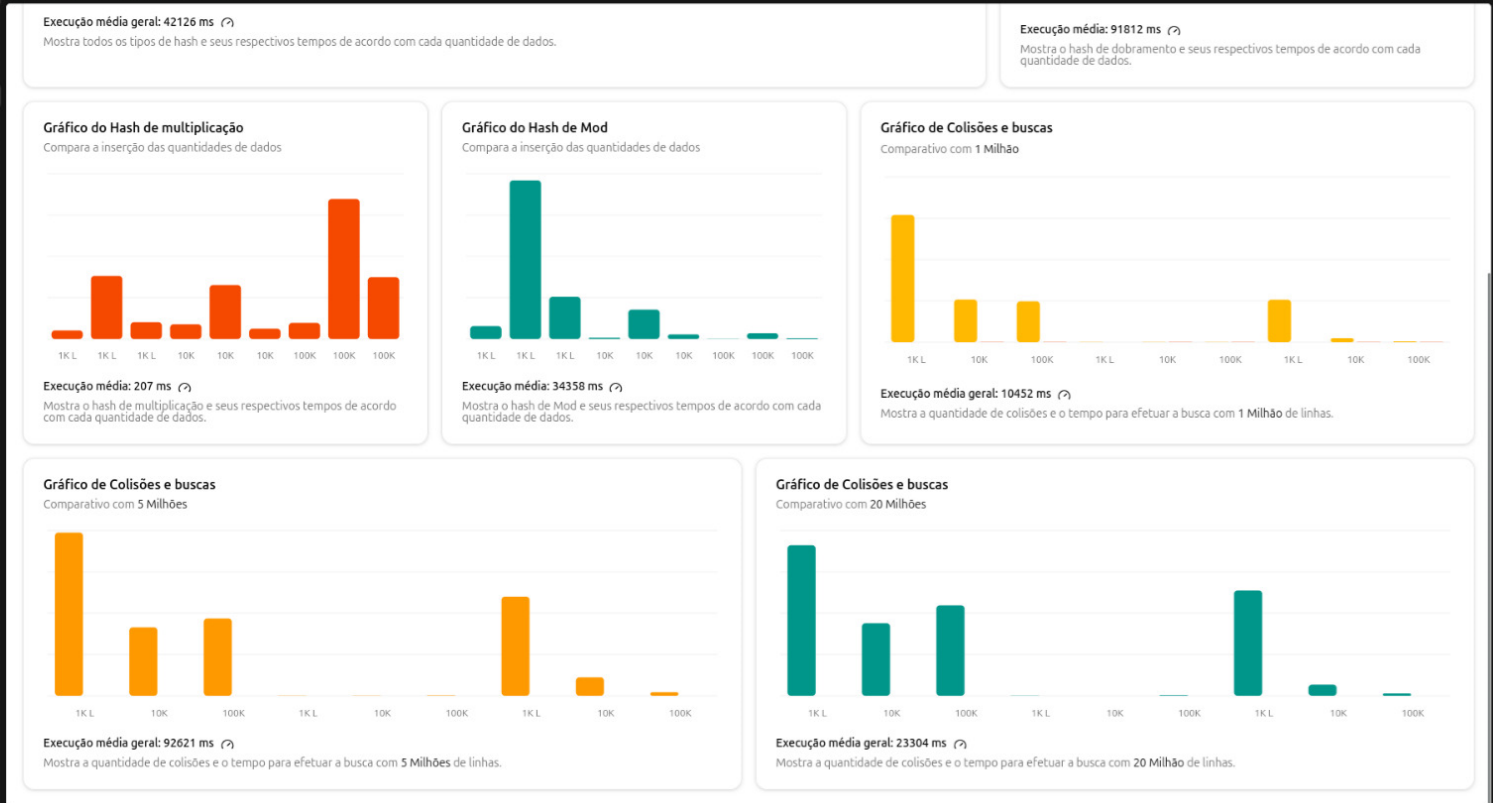 Execução média geral: 42126 ms
Mostra todos os tipos de hash e seus respectivos tempos de acordo com cada quantidade de dados.
Execução média: 91812 ms
Mostra o hash de dobramento e seus respectivos tempos de acordo com cada
quantidade de dados.
Gráfico do Hash de multiplicação
Compara a inserção das quantidades de dados
1K L 1K L 1K L 10K 10K 10K 100K 100K 100K
Execução média: 207 ms
Mostra o hash de multiplicação e seus respectivos tempos de acordo
com cada quantidade de dados.
Gráfico do Hash de Mod
Compara a inserção das quantidades de dados
1K L 1K L 1K L 10K 10K 10K 100K 100K 100K
Execução média: 34358 ms
Mostra o hash de Mod e seus respectivos tempos de acordo com cada
quantidade de dados.
Gráfico de Colisões e buscas
Comparativo com 1 Milhão
1K L 10K 100K 1K L 10K 100K 1K L 10K 100K
Execução média geral: 10452 ms
Mostra a quantidade de colisões e o tempo para efetuar a busca com 1 Milhão de linhas.
Gráfico de Colisões e buscas
Comparativo com 5 Milhões
1K L 10K 100K 1K L 10K 100K 1K L 10K 100K
Execução média geral: 92621 ms
Mostra a quantidade de colisões e o tempo para efetuar a busca com 5 Milhões de linhas.
Gráfico de Colisões e buscas
Comparativo com 20 Milhões
1K L 10K 100K 1K L 10K 100K 1K L 10K 100K
Execução média geral: 23304 ms
Mostra a quantidade de colisões e o tempo para efetuar a busca com 20 Milhão de linhas.